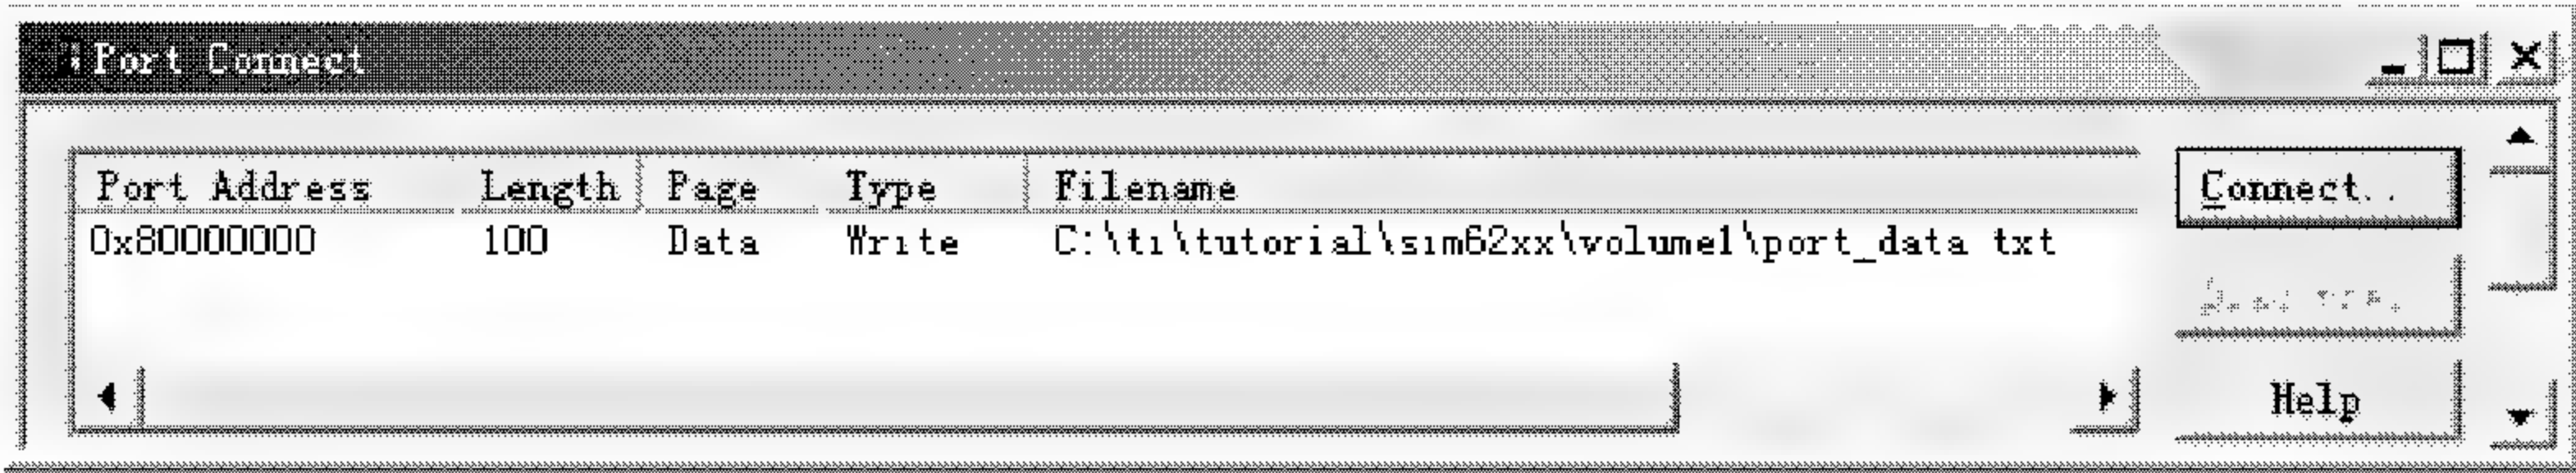 Port Connect
Port Address Length Page Type Filename
0x80000000 100 Data Write C:\ti\tutorial\sim62xx\volume1\port_data txt
Connect..
Help